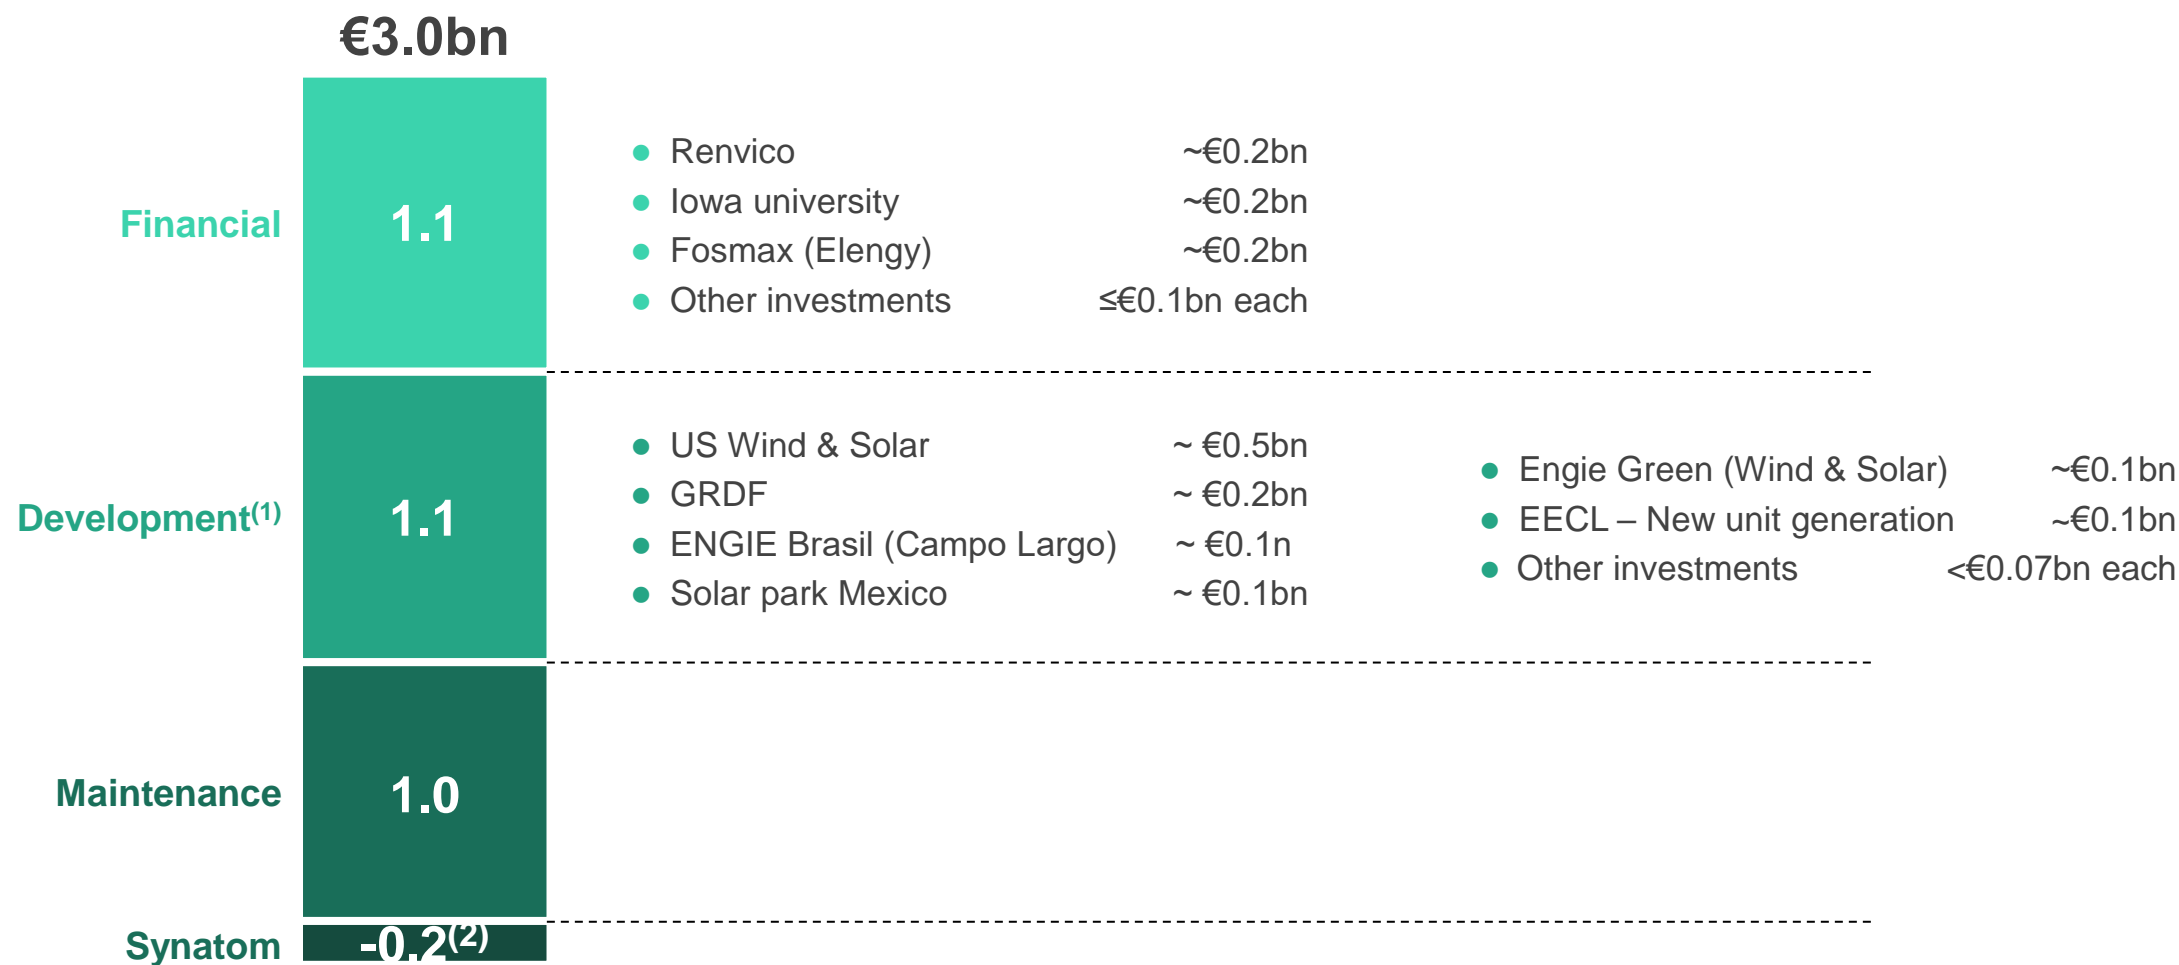 €3.0bn
Financial
1.1
Renvico ~€0.2bn
Iowa university ~€0.2bn
Fosmax (Elengy) ~€0.2bn
Other investments ≤€0.1bn each
Development(1)
1.1
US Wind & Solar ~ €0.5bn
GRDF ~ €0.2bn
ENGIE Brasil (Campo Largo) ~ €0.1n
Solar park Mexico ~ €0.1bn
Engie Green (Wind & Solar) ~€0.1bn
EECL – New unit generation ~€0.1bn
Other investments <€0.07bn each
Maintenance
1.0
Synatom
-0.2(2)